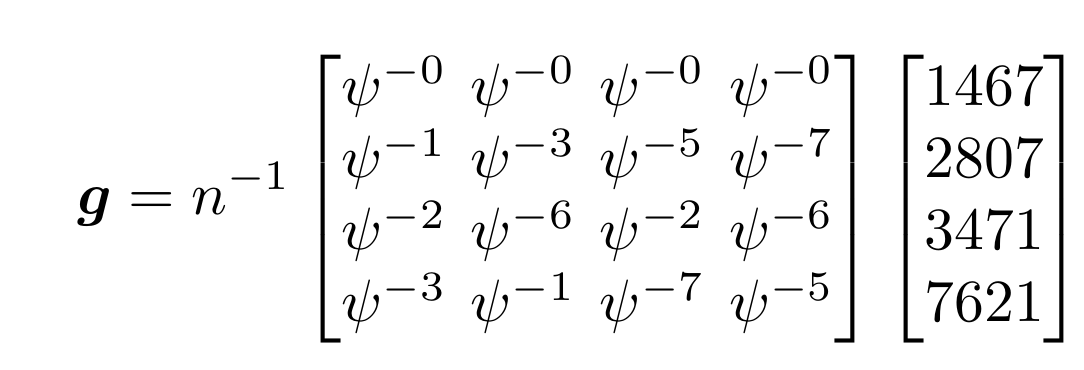 𝒈 = n⁻¹ [ψ⁻⁰ ψ⁻⁰ ψ⁻⁰ ψ⁻⁰] [1467]
[ψ⁻¹ ψ⁻³ ψ⁻⁵ ψ⁻⁷] [2807]
[ψ⁻² ψ⁻⁶ ψ⁻² ψ⁻⁶] [3471]
[ψ⁻³ ψ⁻¹ ψ⁻⁷ ψ⁻⁵] [7621]